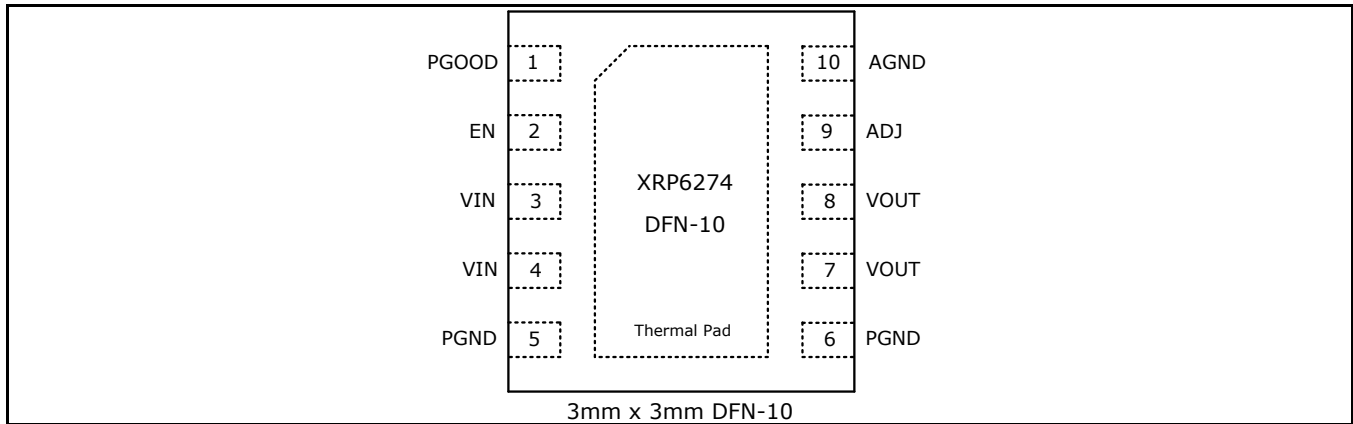 PGOOD 1 10 AGND
EN 2 9 ADJ
VIN 3 8 VOUT
XRP6274
DFN-10
VIN 4 7 VOUT
PGND 5 Thermal Pad 6 PGND
3mm x 3mm DFN-10